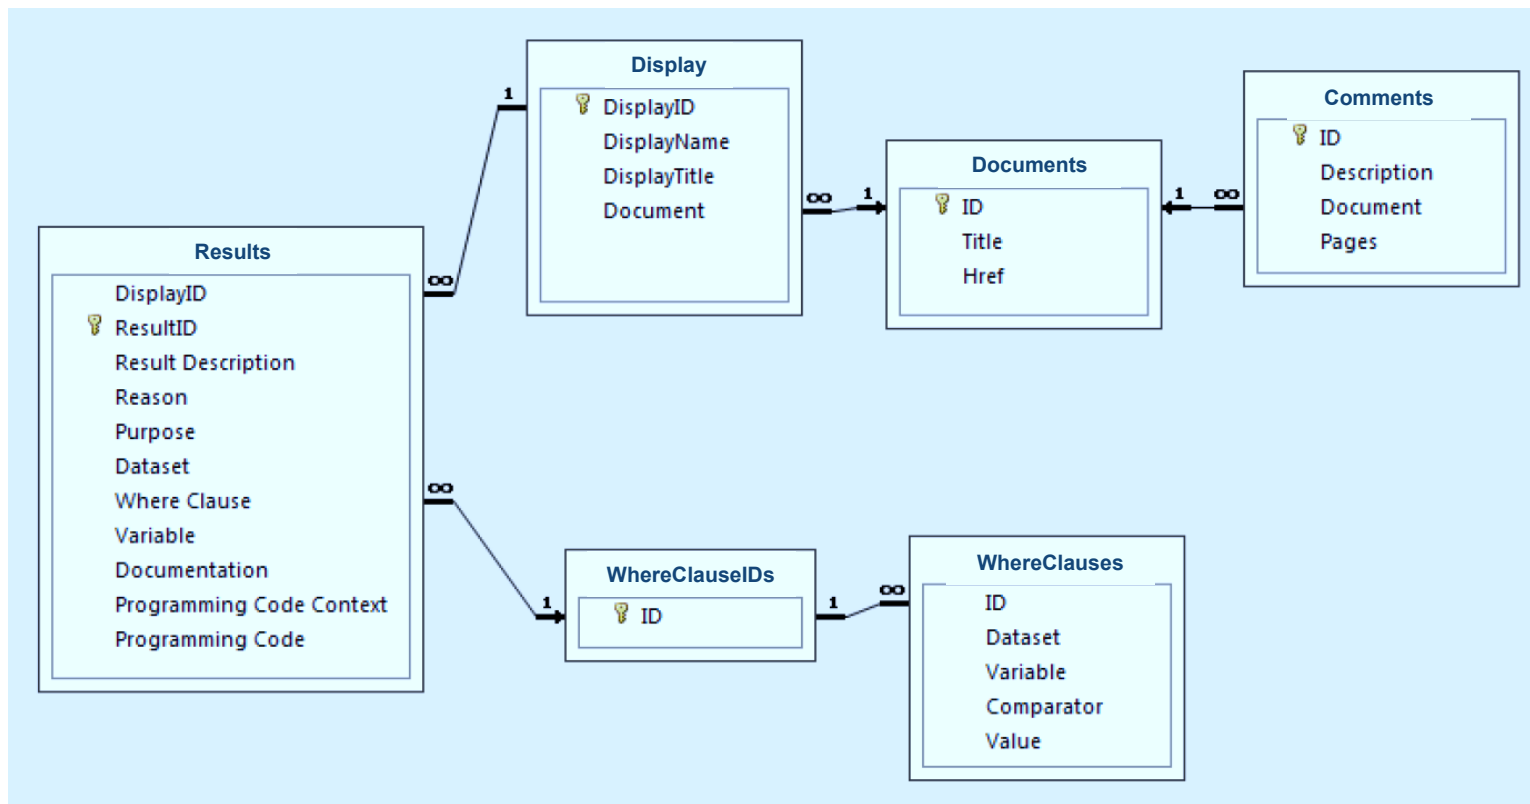 Display
DisplayID
DisplayName
DisplayTitle
Document
1
∞
1
Documents
ID
Title
Href
1
∞
Comments
ID
Description
Document
Pages
Results
DisplayID
ResultID
Result Description
Reason
Purpose
Dataset
Where Clause
Variable
Documentation
Programming Code Context
Programming Code
∞
∞
1
WhereClauseIDs
ID
1
∞
WhereClauses
ID
Dataset
Variable
Comparator
Value